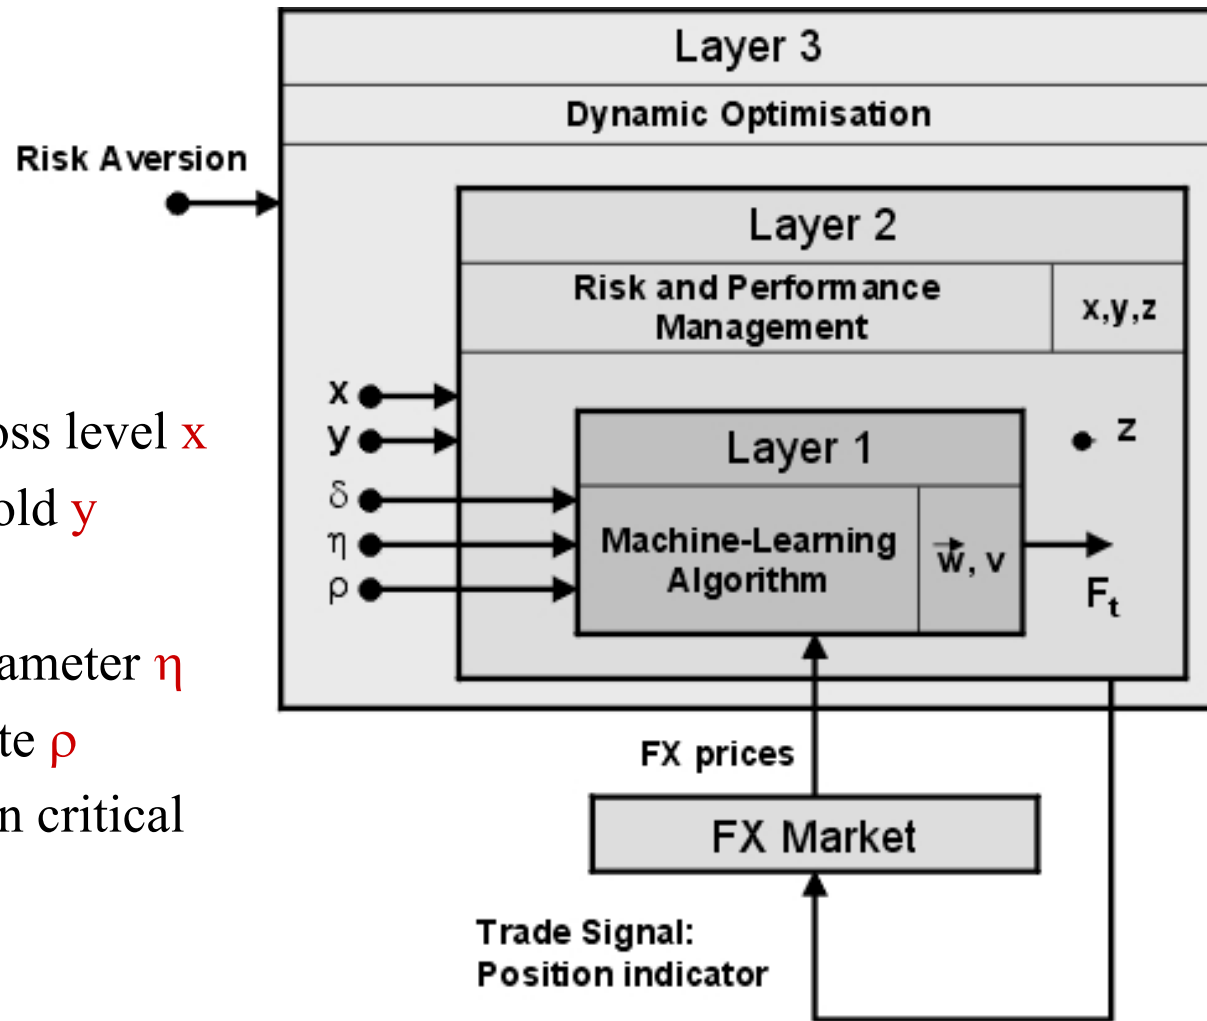 Layer 3
Dynamic Optimisation
Risk Aversion
Layer 2
Risk and Performance
Management
x,y,z
x
y
δ
η
ρ
Layer 1
Machine-Learning
Algorithm
w⃗, v
z
Fₜ
oss level x
old y
ameter η
te ρ
n critical
FX prices
FX Market
Trade Signal:
Position indicator